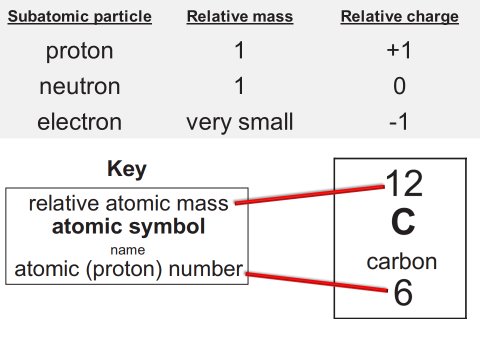 Subatomic particle Relative mass Relative charge
proton 1 +1
neutron 1 0
electron very small -1
Key
relative atomic mass
atomic symbol
name
atomic (proton) number
12
C
carbon
6